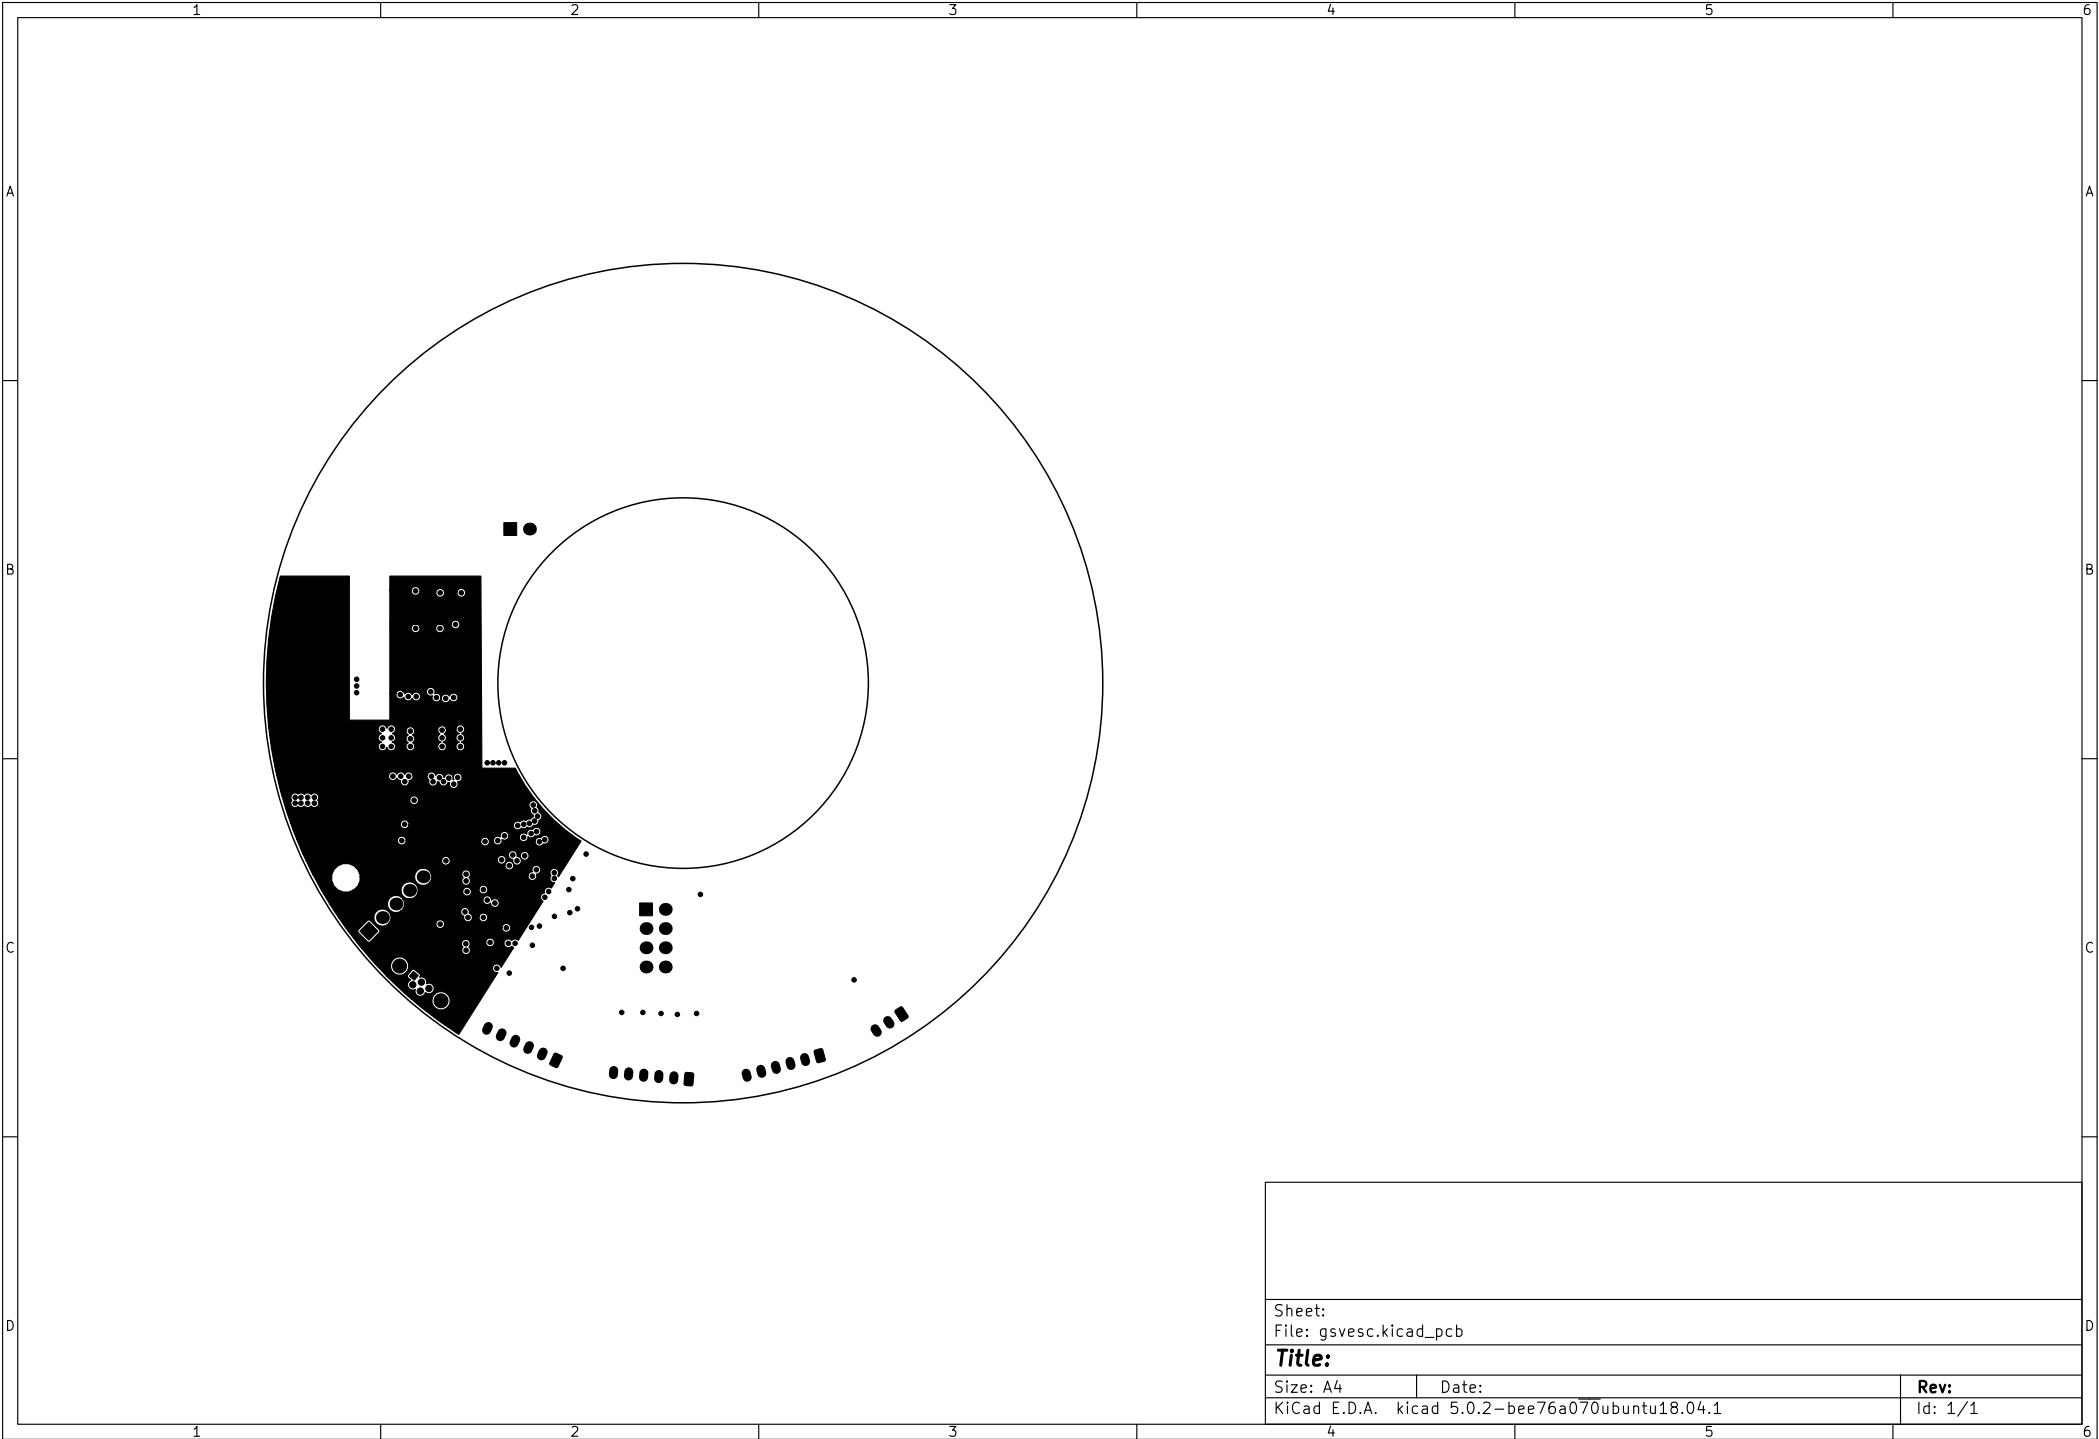 1 2 3 4 5 6
A A
B B
C C
D D
Sheet:
File: gsvesc.kicad_pcb
Title:
Size: A4 Date: Rev:
KiCad E.D.A. kicad 5.0.2-bee76a070ubuntu18.04.1 Id: 1/1
1 2 3 4 5 6